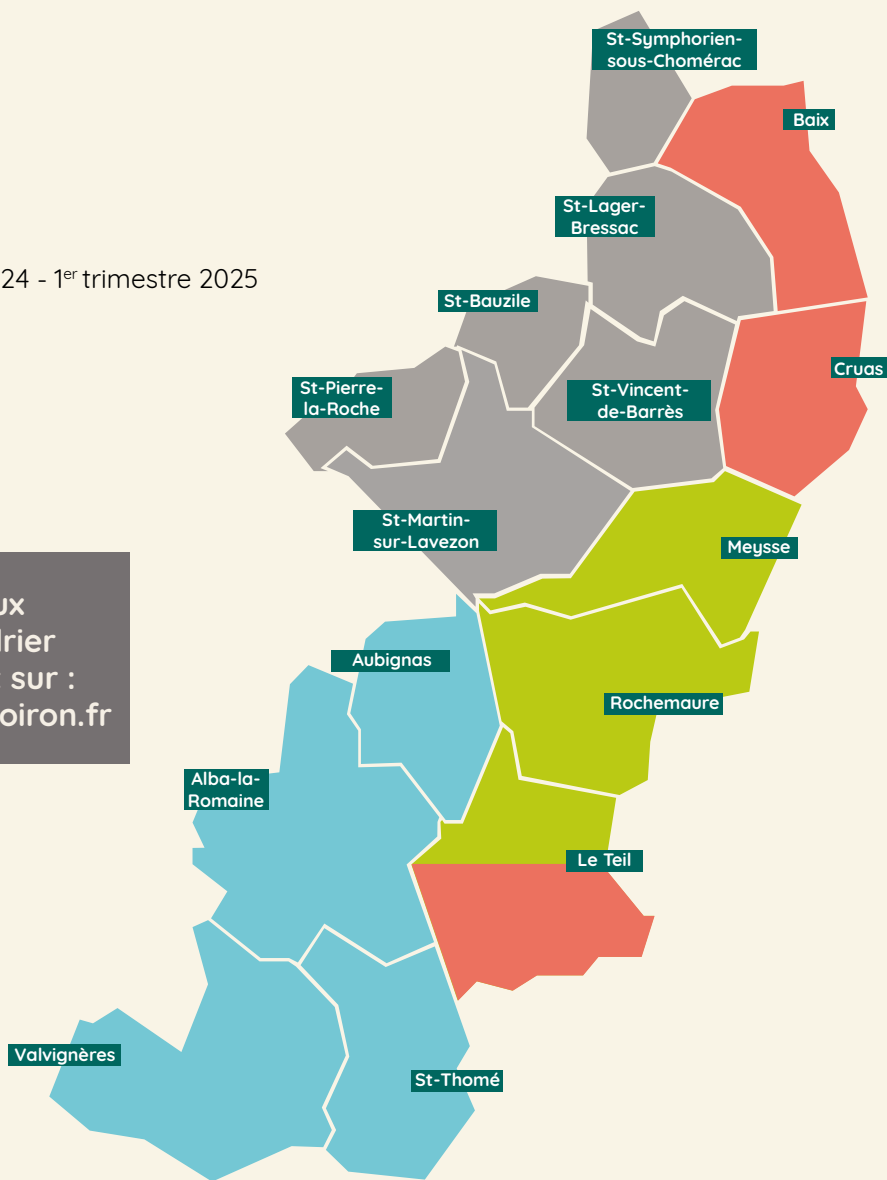 St-Symphorien-
sous-Chomérac
Baix
St-Lager-
Bressac
24 - 1er trimestre 2025
St-Bauzile
Cruas
St-Pierre-
la-Roche
St-Vincent-
de-Barrès
St-Martin-
sur-Lavezon
Meysse
ux
drier
sur :
oiron.fr
Aubignas
Rochemaure
Alba-la-
Romaine
Le Teil
Valvignères
St-Thomé